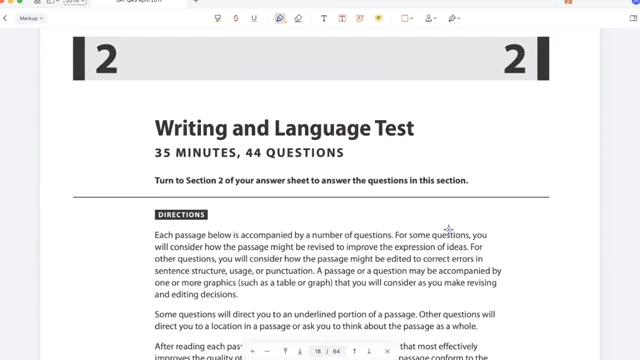 SAT QAS April 2017
201%
Markup
2 2
Writing and Language Test
35 MINUTES, 44 QUESTIONS
Turn to Section 2 of your answer sheet to answer the questions in this section.
DIRECTIONS
Each passage below is accompanied by a number of questions. For some questions, you
will consider how the passage might be revised to improve the expression of ideas. For
other questions, you will consider how the passage might be edited to correct errors in
sentence structure, usage, or punctuation. A passage or a question may be accompanied by
one or more graphics (such as a table or graph) that you will consider as you make revising
and editing decisions.
Some questions will direct you to an underlined portion of a passage. Other questions will
direct you to a location in a passage or ask you to think about the passage as a whole.
After reading each pass that most effectively
improves the quality of passage conform to the
18 / 64